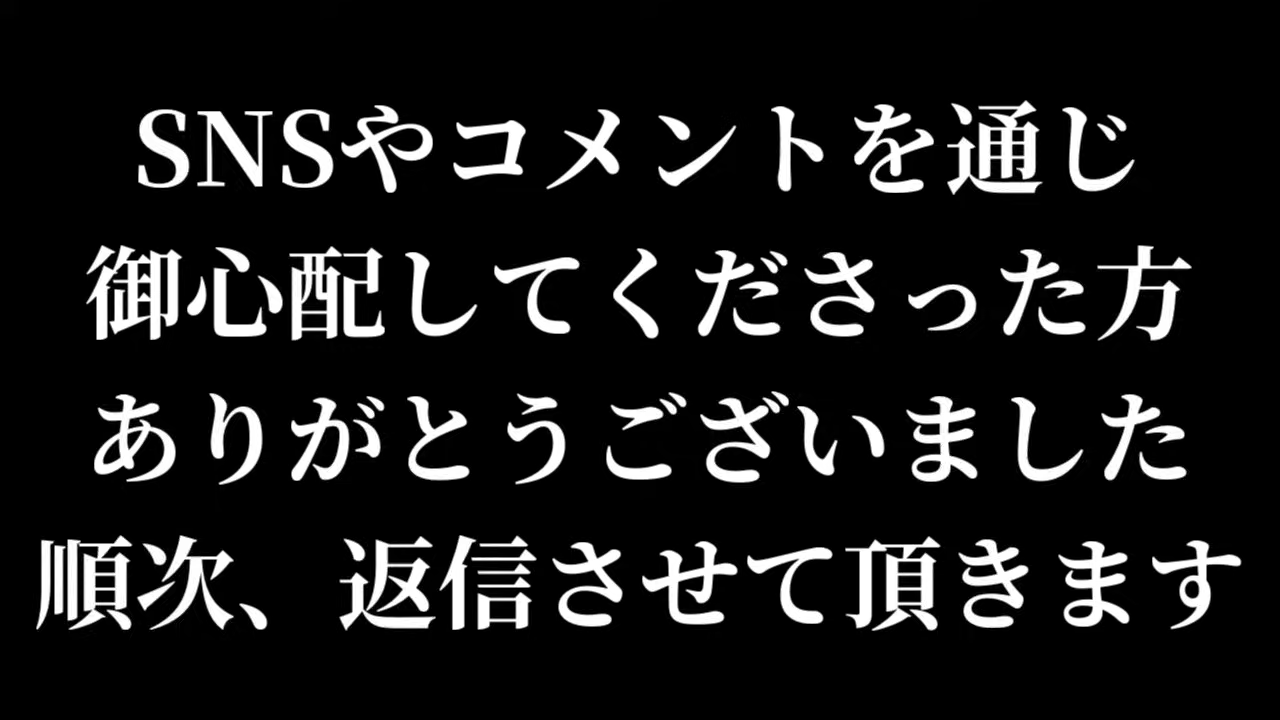 SNSやコメントを通じ
御心配してくださった方
ありがとうございました
順次、返信させて頂きます